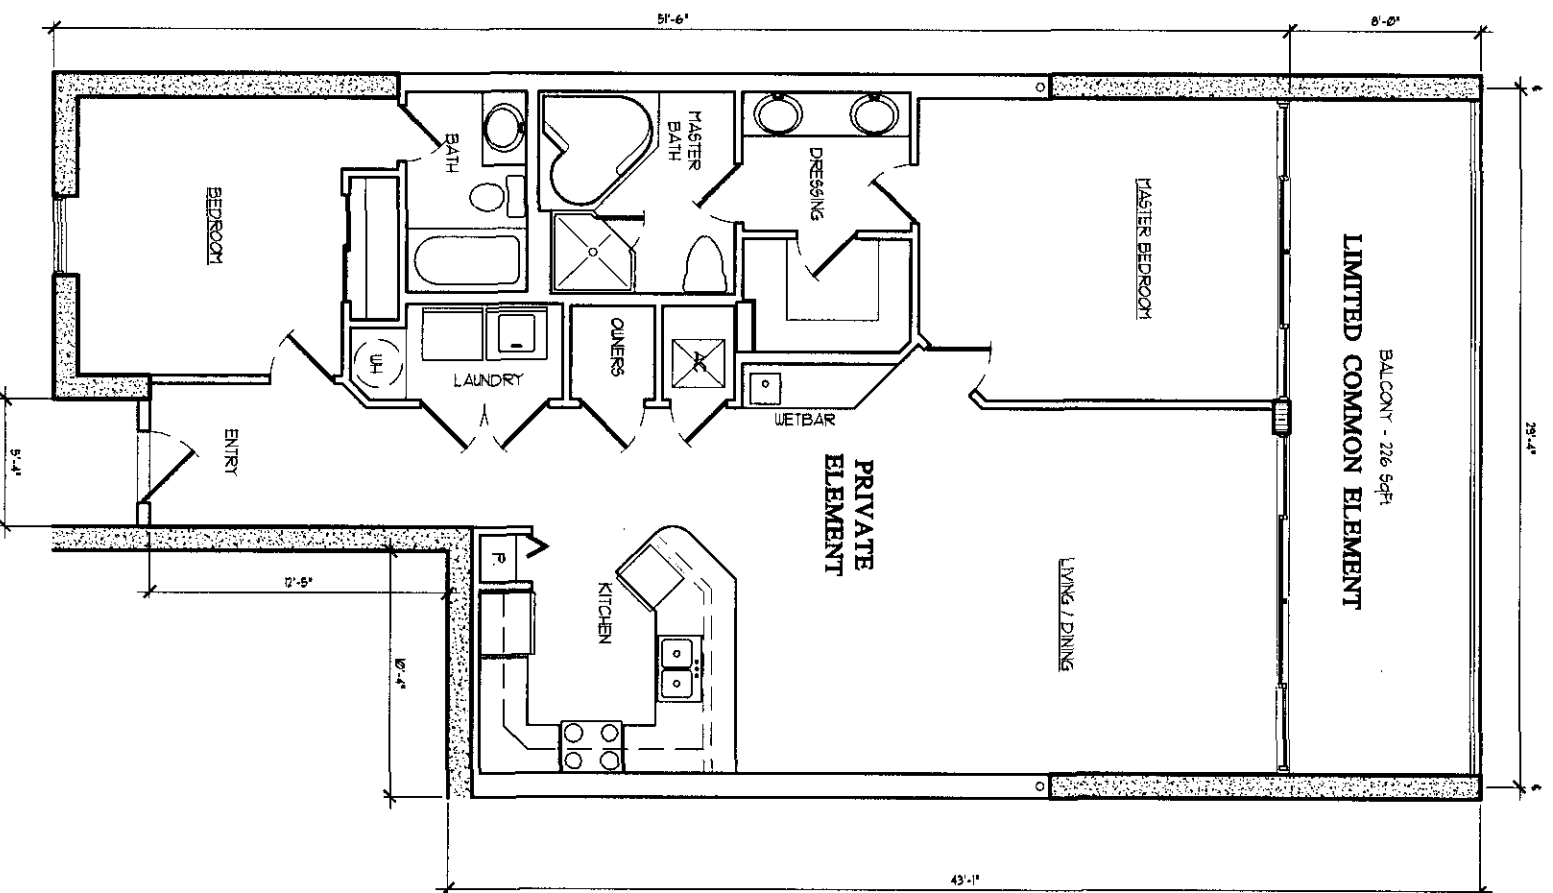 51'-6"
8'-0"
MASTER
BATH
BATH
DRESSING
BEDROOM
MASTER BEDROOM
LIMITED COMMON ELEMENT
BALCONY - 226 SqFt
29'-4"
OWNERS
AC
WH
LAUNDRY
WETBAR
ENTRY
5'-4"
PRIVATE
ELEMENT
P.
KITCHEN
LIVING / DINING
12'-5"
10'-4"
43'-1"